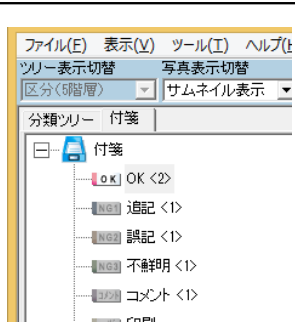 ファイル(F) 表示(V) ツール(T) ヘルプ(H
ツリー表示切替 写真表示切替
区分(5階層) サムネイル表示
分類ツリー 付箋
付箋
OK OK <2>
NG1 追記 <1>
NG2 誤記 <1>
NG3 不鮮明 <1>
コメント コメント <1>
印刷